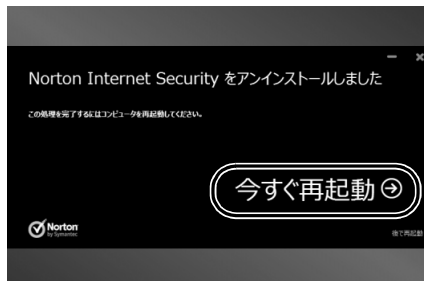 Norton Internet Security をアンインストールしました
この処理を完了するにはコンピュータを再起動してください。
今すぐ再起動
Norton
by Symantec
後で再起動